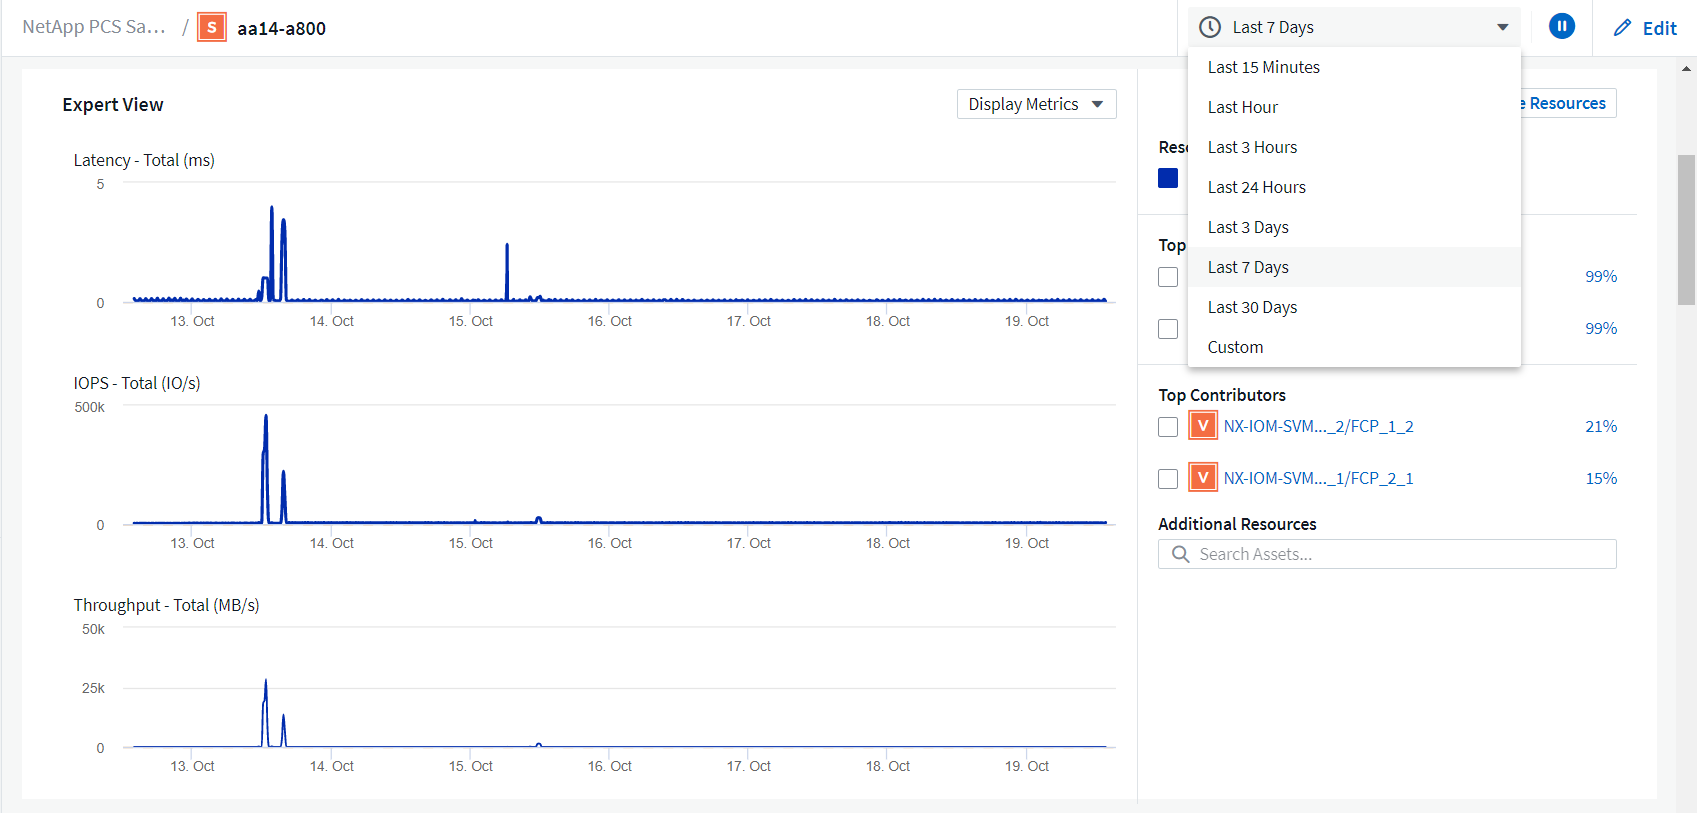 NetApp PCS Sa... / S aa14-a800
Last 7 Days
Edit
Last 15 Minutes
Last Hour
Last 3 Hours
Last 24 Hours
Last 3 Days
Last 7 Days
Last 30 Days
Custom
Expert View
Display Metrics
Latency - Total (ms)
5
0
13. Oct 14. Oct 15. Oct 16. Oct 17. Oct 18. Oct 19. Oct
IOPS - Total (IO/s)
500k
0
13. Oct 14. Oct 15. Oct 16. Oct 17. Oct 18. Oct 19. Oct
Throughput - Total (MB/s)
50k
25k
0
13. Oct 14. Oct 15. Oct 16. Oct 17. Oct 18. Oct 19. Oct
Resources
Top
99%
99%
Top Contributors
V NX-IOM-SVM..._2/FCP_1_2 21%
V NX-IOM-SVM..._1/FCP_2_1 15%
Additional Resources
Search Assets...